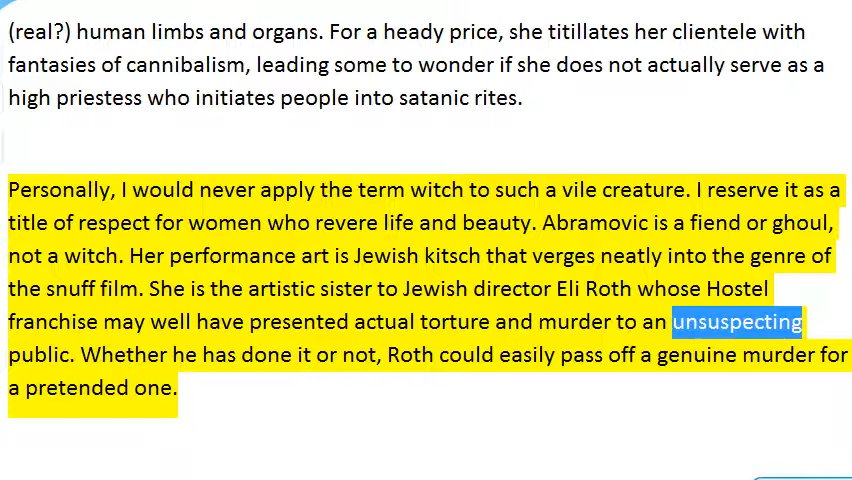 (real?) human limbs and organs. For a heady price, she titillates her clientele with
fantasies of cannibalism, leading some to wonder if she does not actually serve as a
high priestess who initiates people into satanic rites.
Personally, I would never apply the term witch to such a vile creature. I reserve it as a
title of respect for women who revere life and beauty. Abramovic is a fiend or ghoul,
not a witch. Her performance art is Jewish kitsch that verges neatly into the genre of
the snuff film. She is the artistic sister to Jewish director Eli Roth whose Hostel
franchise may well have presented actual torture and murder to an unsuspecting
public. Whether he has done it or not, Roth could easily pass off a genuine murder for
a pretended one.